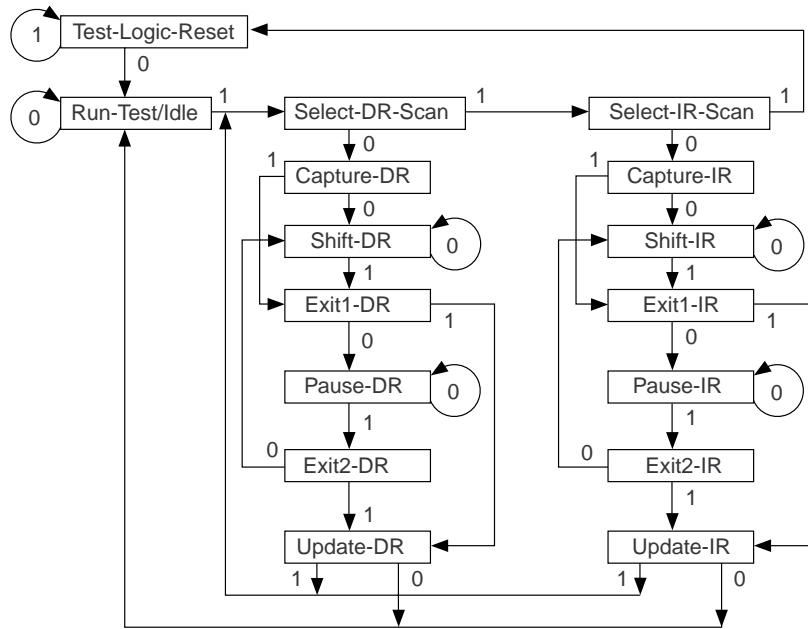 1 Test-Logic-Reset
0
0 Run-Test/Idle 1 Select-DR-Scan 1 Select-IR-Scan 1
0 0
1 Capture-DR 1 Capture-IR
0 0
Shift-DR 0 Shift-IR 0
1 1
Exit1-DR 1 Exit1-IR 1
0 0
Pause-DR 0 Pause-IR 0
1 1
0 Exit2-DR 0 Exit2-IR
1 1
Update-DR Update-IR
1 0 1 0